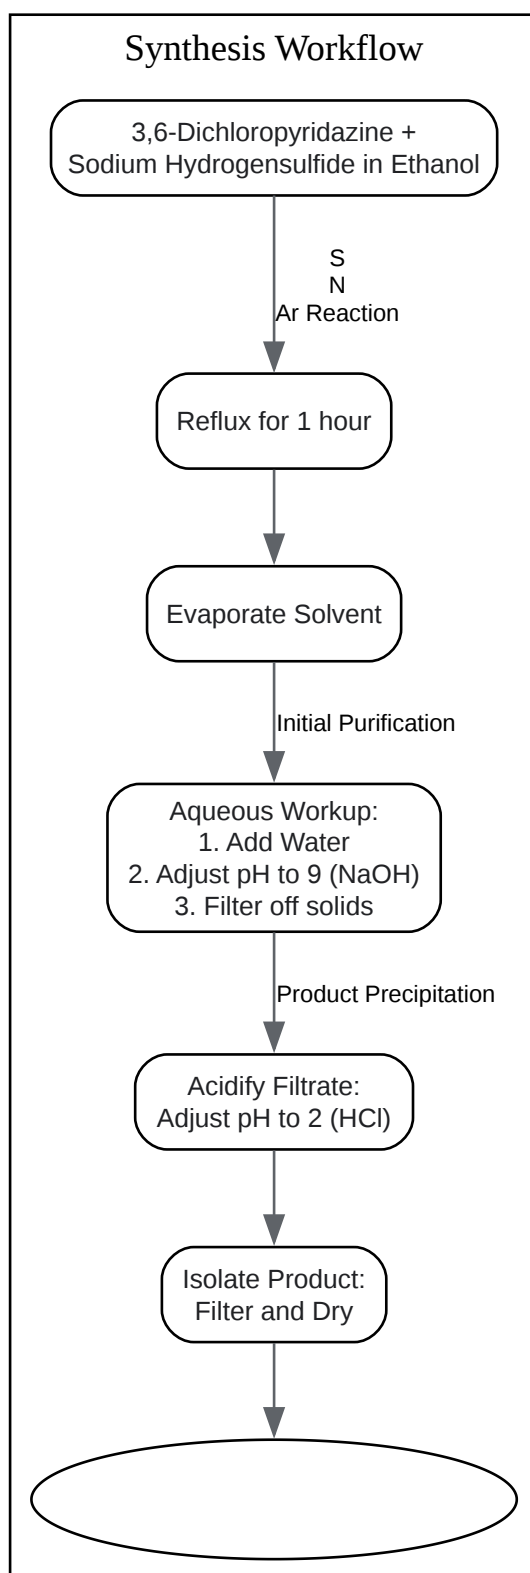 Synthesis Workflow
3,6-Dichloropyridazine +
Sodium Hydrogensulfide in Ethanol
S
N
Ar Reaction
Reflux for 1 hour
Evaporate Solvent
Initial Purification
Aqueous Workup:
1. Add Water
2. Adjust pH to 9 (NaOH)
3. Filter off solids
Product Precipitation
Acidify Filtrate:
Adjust pH to 2 (HCl)
Isolate Product:
Filter and Dry